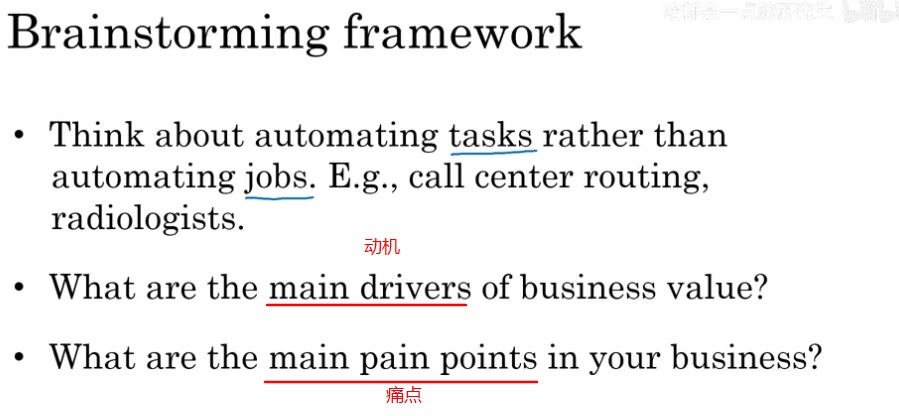 Brainstorming framework
• Think about automating tasks rather than
automating jobs. E.g., call center routing,
radiologists.
动机
• What are the main drivers of business value?
• What are the main pain points in your business?
痛点